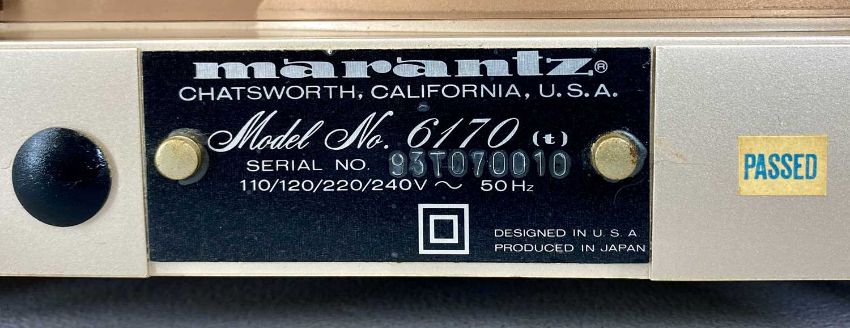 marantz®
CHATSWORTH, CALIFORNIA, U.S.A.
Model No. 6170 (t)
SERIAL NO. 93T070010
110/120/220/240V ～ 50Hz
DESIGNED IN U.S A
PRODUCED IN JAPAN
PASSED